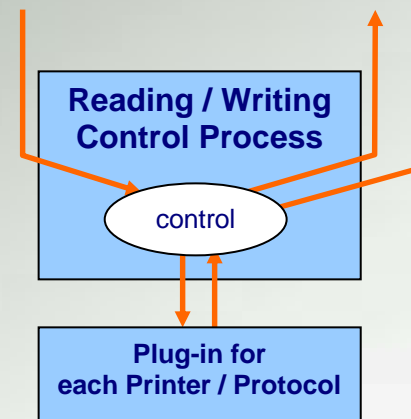 Reading / Writing
Control Process
control
Plug-in for
each Printer / Protocol